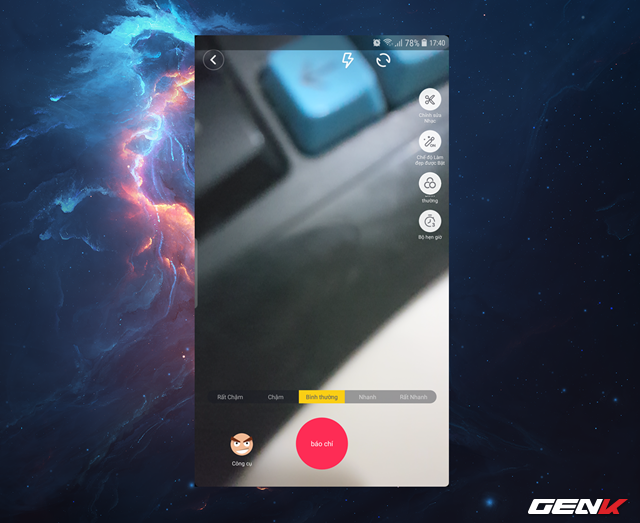 78% 17:40
Chỉnh sửa
Nhạc
Chế độ Làm
đẹp được Bật
thường
Bộ hẹn giờ
Rất Chậm Chậm Bình thường Nhanh Rất Nhanh
báo chí
Công cụ
GENK